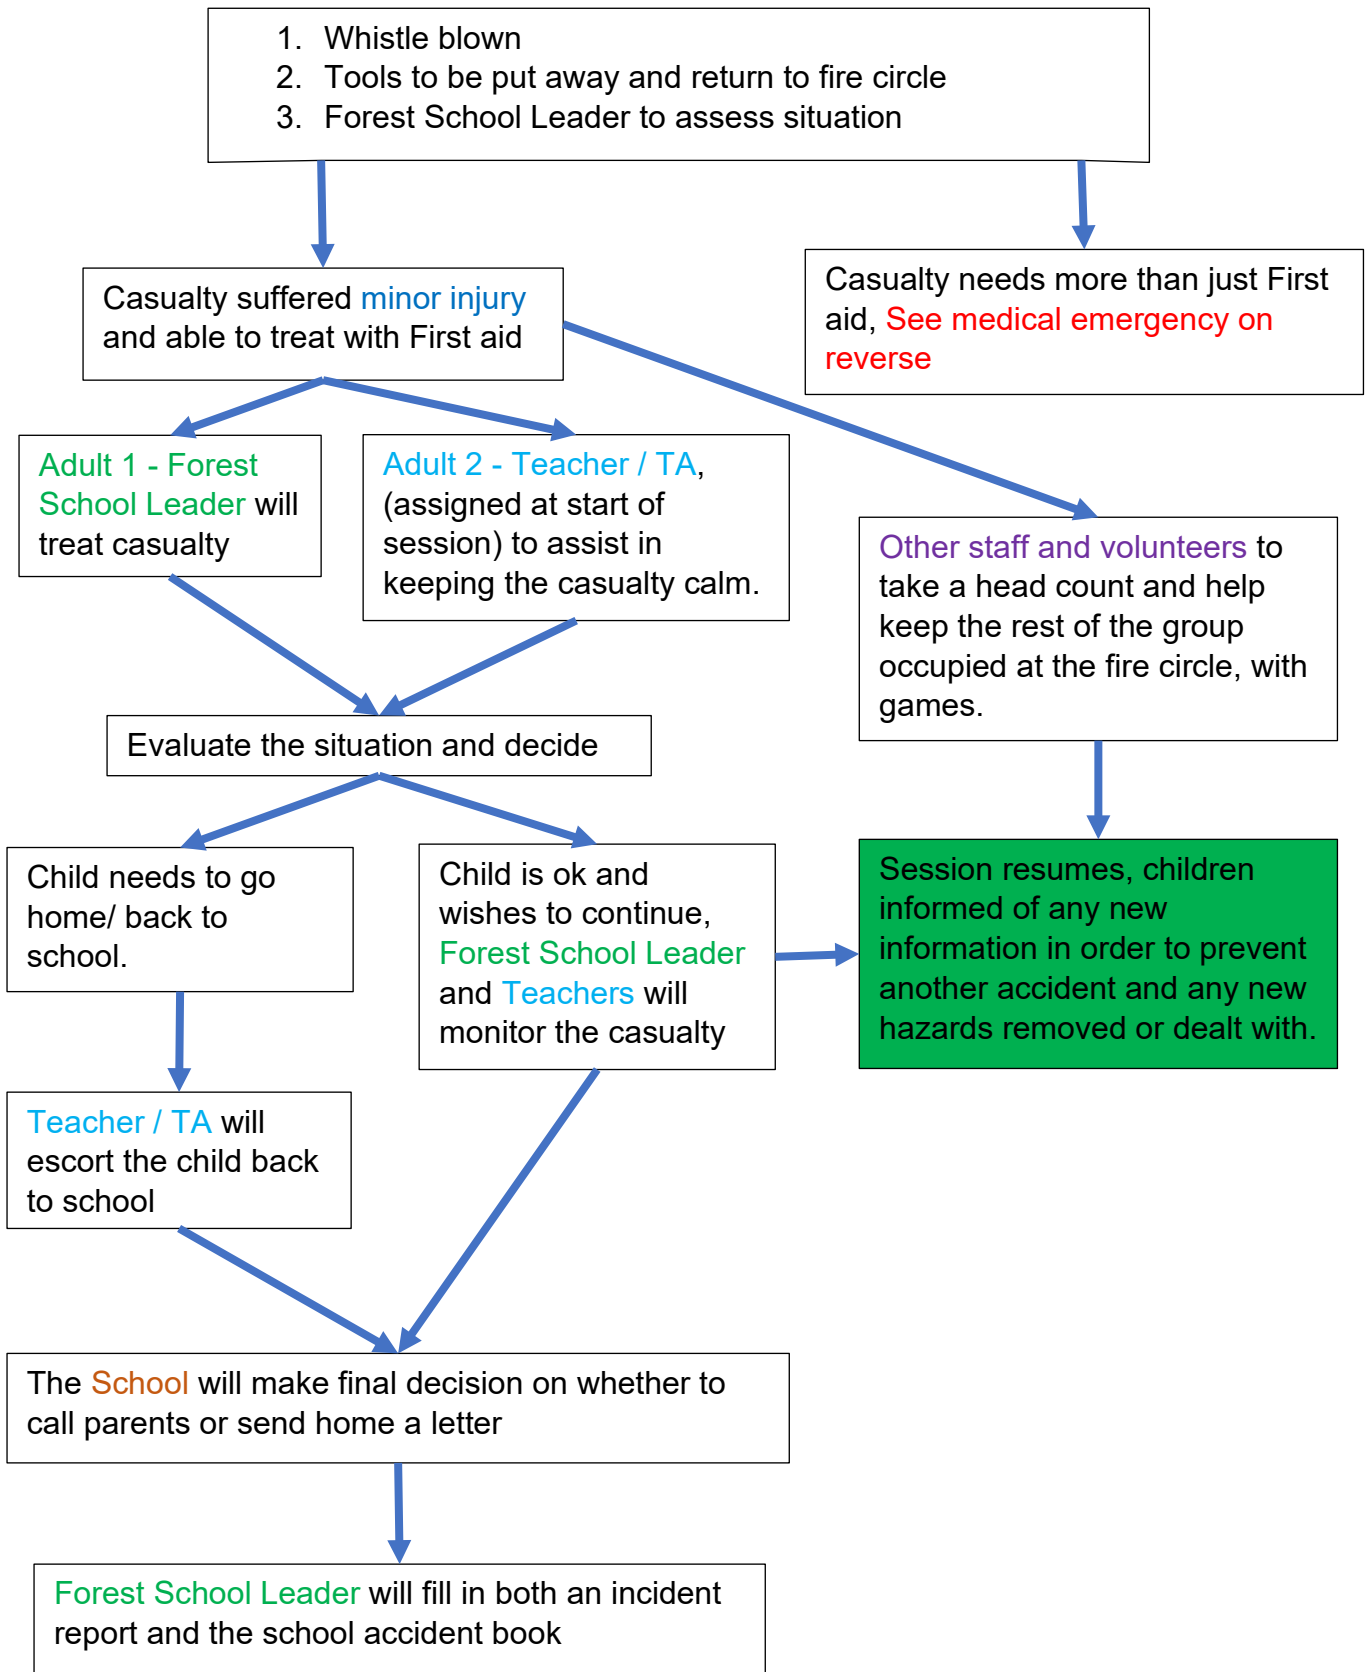 1. Whistle blown
2. Tools to be put away and return to fire circle
3. Forest School Leader to assess situation
Casualty suffered minor injury
and able to treat with First aid
Casualty needs more than just First
aid, See medical emergency on
reverse
Adult 1 - Forest
School Leader will
treat casualty
Adult 2 - Teacher / TA,
(assigned at start of
session) to assist in
keeping the casualty calm.
Other staff and volunteers to
take a head count and help
keep the rest of the group
occupied at the fire circle, with
games.
Evaluate the situation and decide
Child needs to go
home/ back to
school.
Child is ok and
wishes to continue,
Forest School Leader
and Teachers will
monitor the casualty
Session resumes, children
informed of any new
information in order to prevent
another accident and any new
hazards removed or dealt with.
Teacher / TA will
escort the child back
to school
The School will make final decision on whether to
call parents or send home a letter
Forest School Leader will fill in both an incident
report and the school accident book